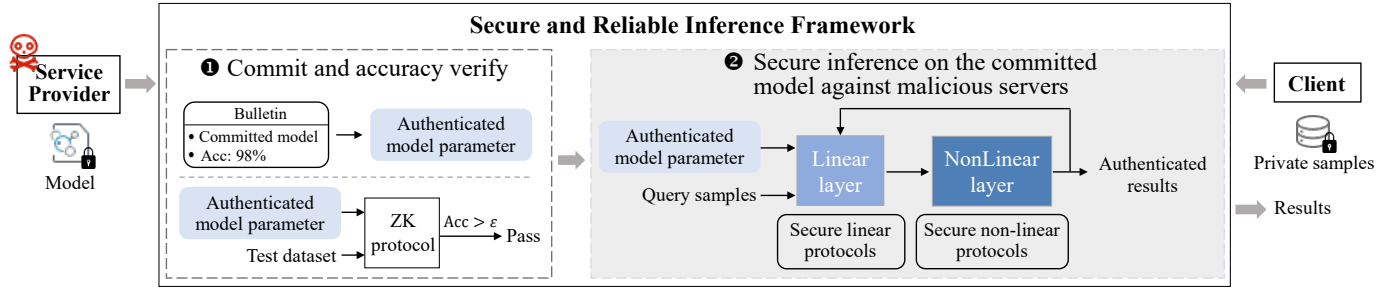 Secure and Reliable Inference Framework
Service
Provider
Model
❶ Commit and accuracy verify
Bulletin
• Committed model
• Acc: 98%
Authenticated
model parameter
Authenticated
model parameter
Test dataset
ZK
protocol
Acc > ε
Pass
❷ Secure inference on the committed
model against malicious servers
Authenticated
model parameter
Query samples
Linear
layer
NonLinear
layer
Authenticated
results
Secure linear
protocols
Secure non-linear
protocols
Client
Private samples
Results